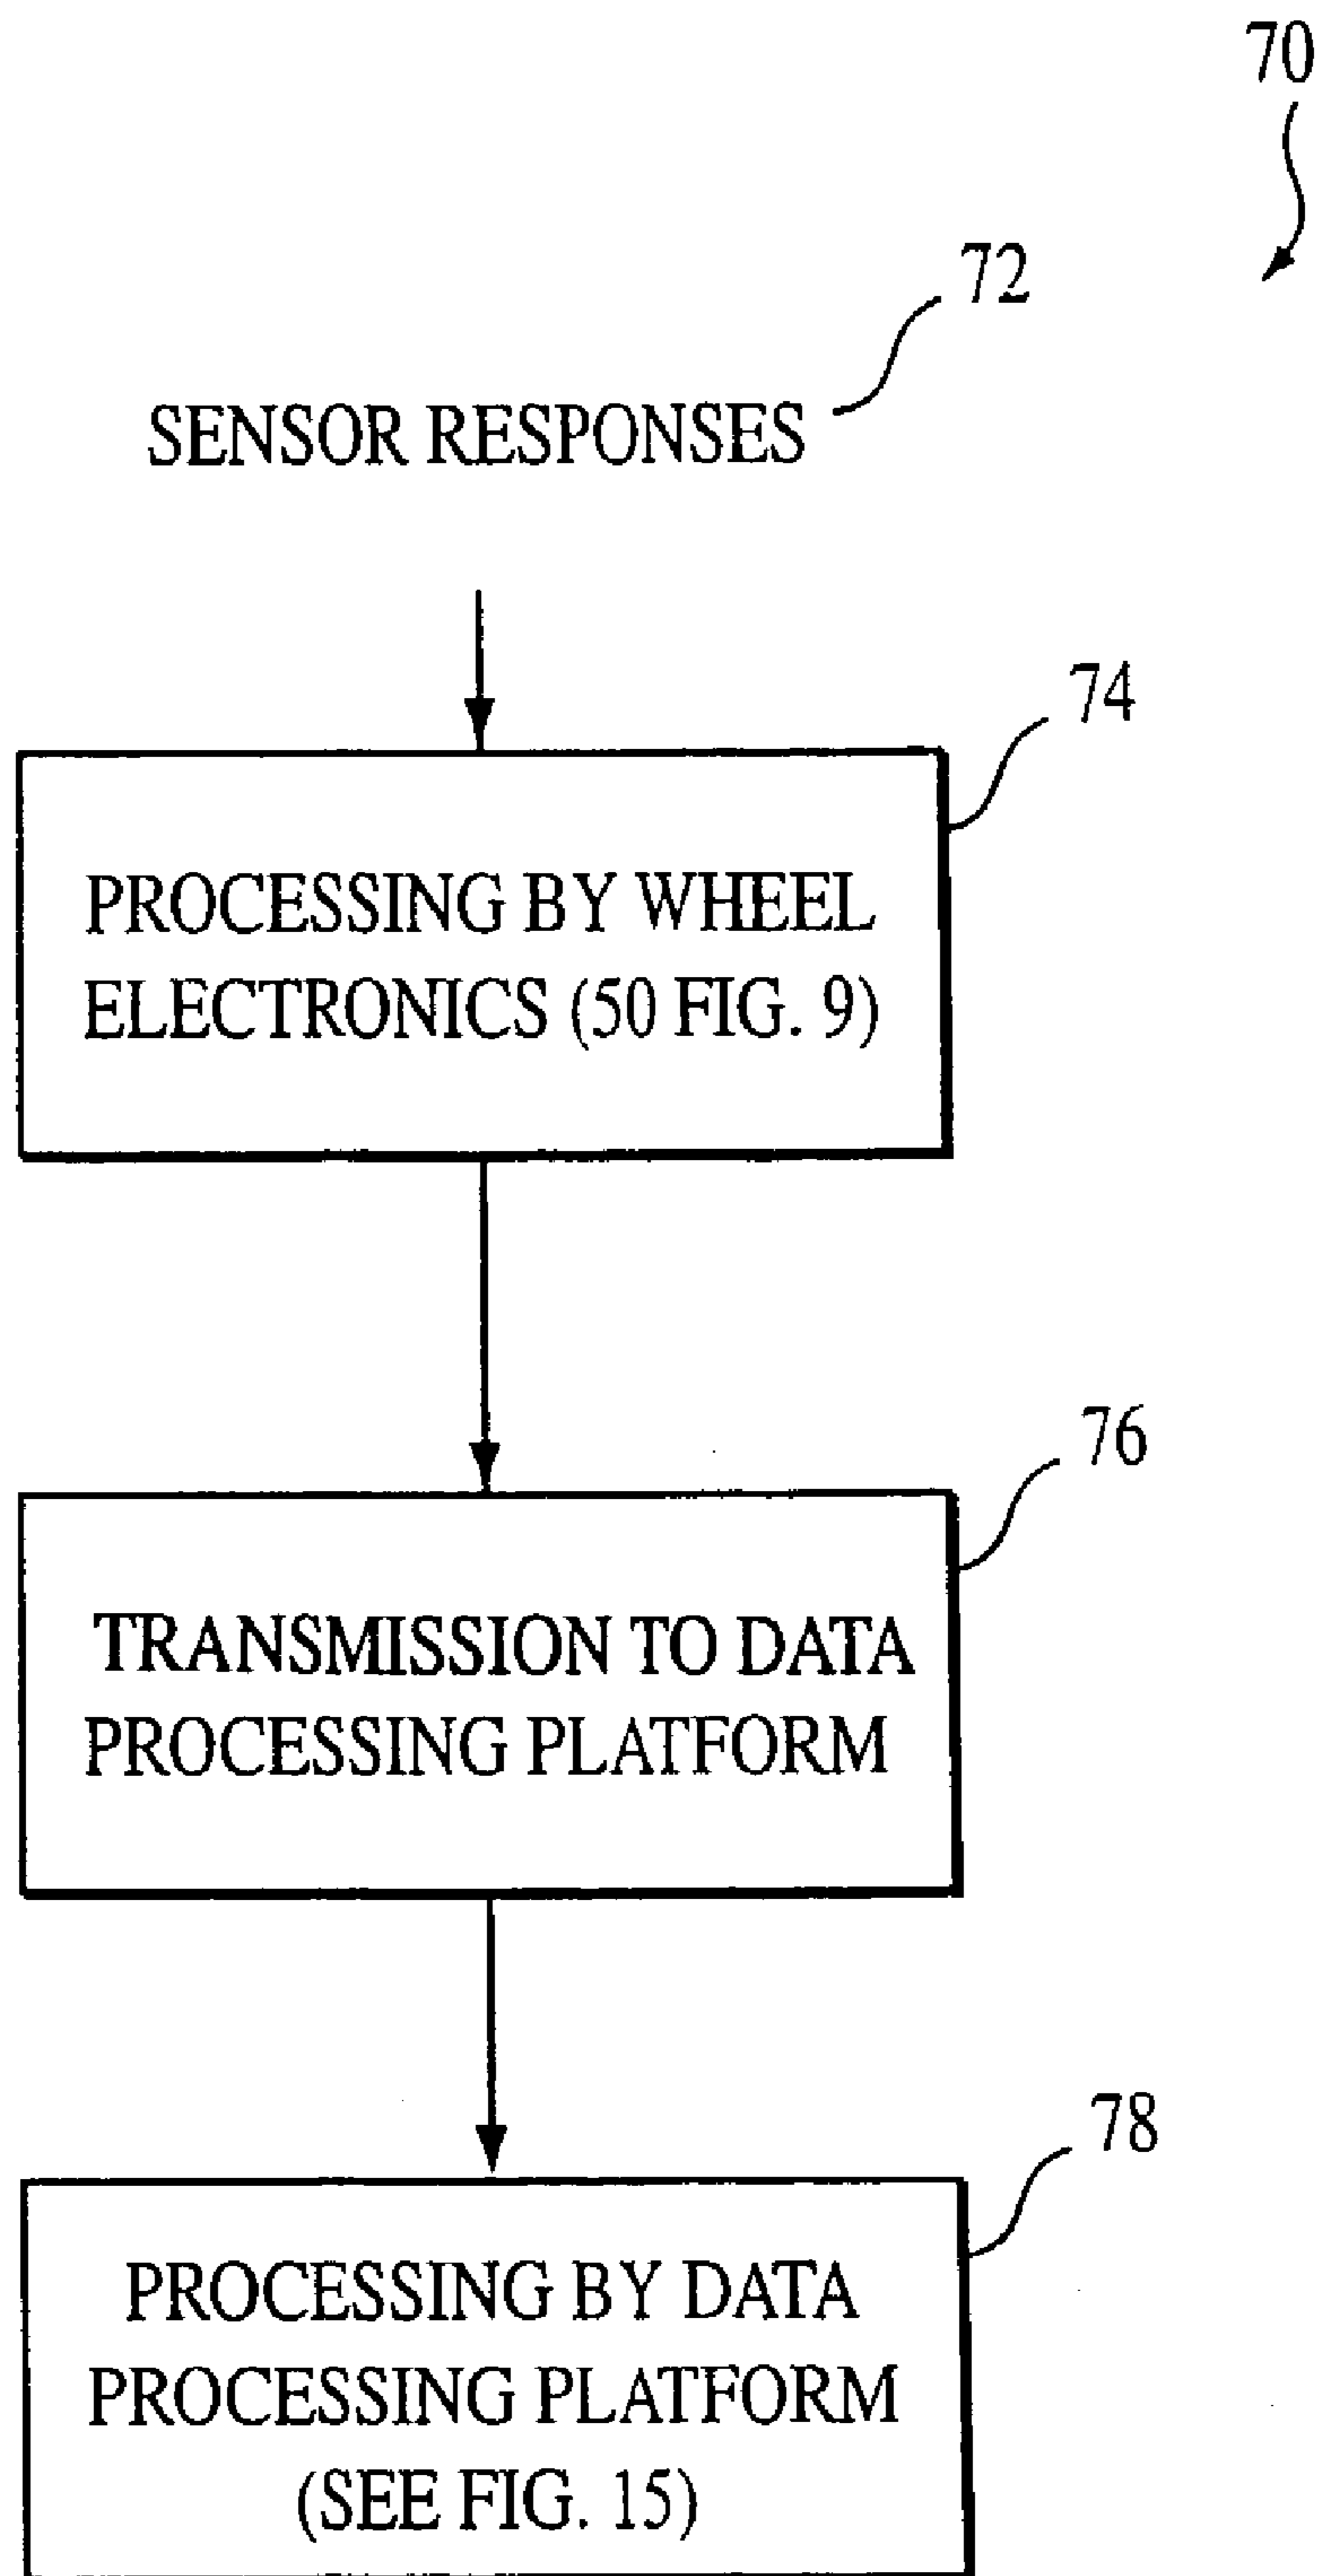 70
72
SENSOR RESPONSES
74
PROCESSING BY WHEEL
ELECTRONICS (50 FIG. 9)
76
TRANSMISSION TO DATA
PROCESSING PLATFORM
78
PROCESSING BY DATA
PROCESSING PLATFORM
(SEE FIG. 15)